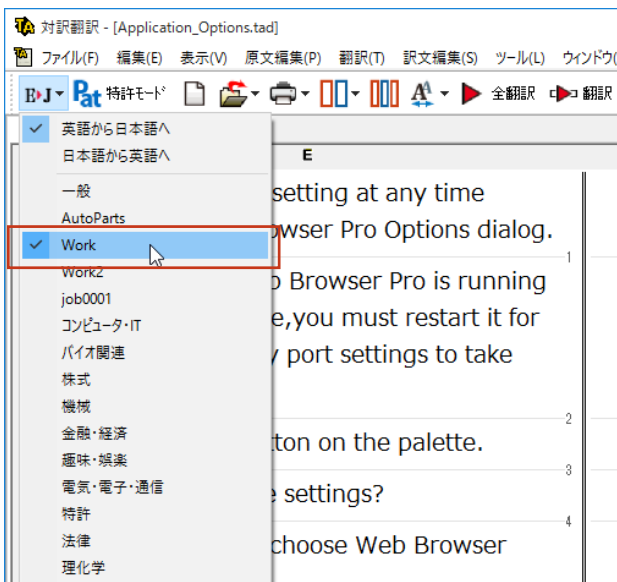 対訳翻訳 - [Application_Options.tad]
ファイル(F) 編集(E) 表示(V) 原文編集(P) 翻訳(T) 訳文編集(S) ツール(L) ウィンドウ(
E▸J Pat 特許モード 全翻訳 翻訳
英語から日本語へ
日本語から英語へ
E
一般
setting at any time
AutoParts
Work
wser Pro Options dialog.
1
Work2
Browser Pro is running
job0001
コンピュータ・IT
e,you must restart it for
バイオ関連
port settings to take
株式
機械
2
金融・経済
ton on the palette.
趣味・娯楽
3
電気・電子・通信
settings?
特許
4
法律
choose Web Browser
理化学